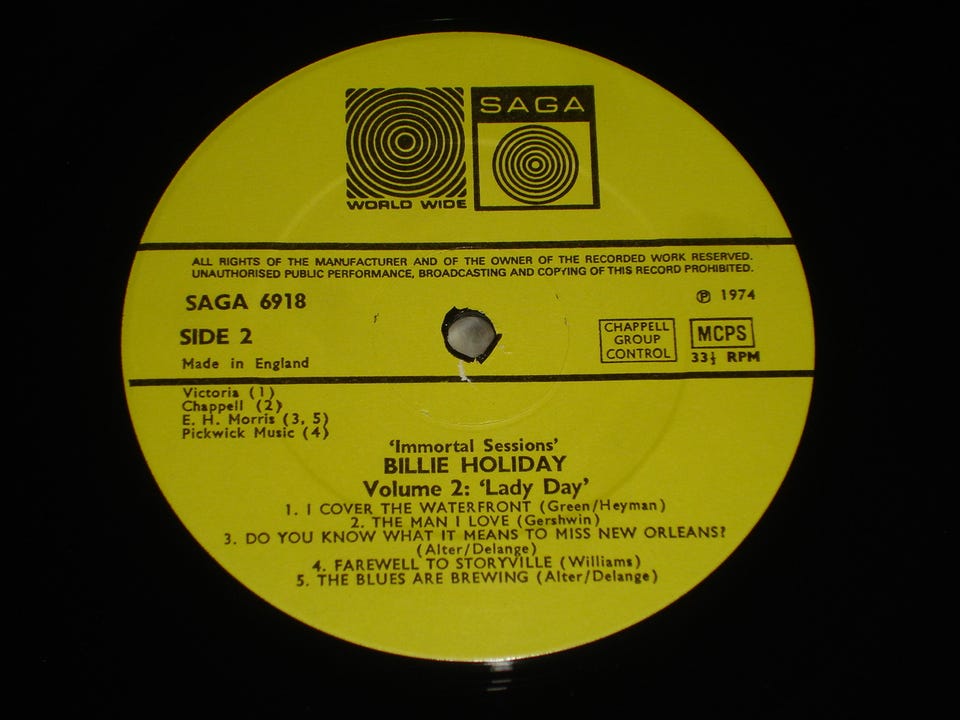 WORLD WIDE
SAGA
ALL RIGHTS OF THE MANUFACTURER AND OF THE OWNER OF THE RECORDED WORK RESERVED.
UNAUTHORISED PUBLIC PERFORMANCE, BROADCASTING AND COPYING OF THIS RECORD PROHIBITED.
SAGA 6918
℗ 1974
SIDE 2
CHAPPELL
GROUP
CONTROL
MCPS
Made in England
33⅓ RPM
Victoria (1)
Chappell (2)
E. H. Morris (3, 5)
Pickwick Music (4)
‘Immortal Sessions’
BILLIE HOLIDAY
Volume 2: ‘Lady Day’
1. I COVER THE WATERFRONT (Green/Heyman)
2. THE MAN I LOVE (Gershwin)
3. DO YOU KNOW WHAT IT MEANS TO MISS NEW ORLEANS?
(Alter/Delange)
4. FAREWELL TO STORYVILLE (Williams)
5. THE BLUES ARE BREWING (Alter/Delange)